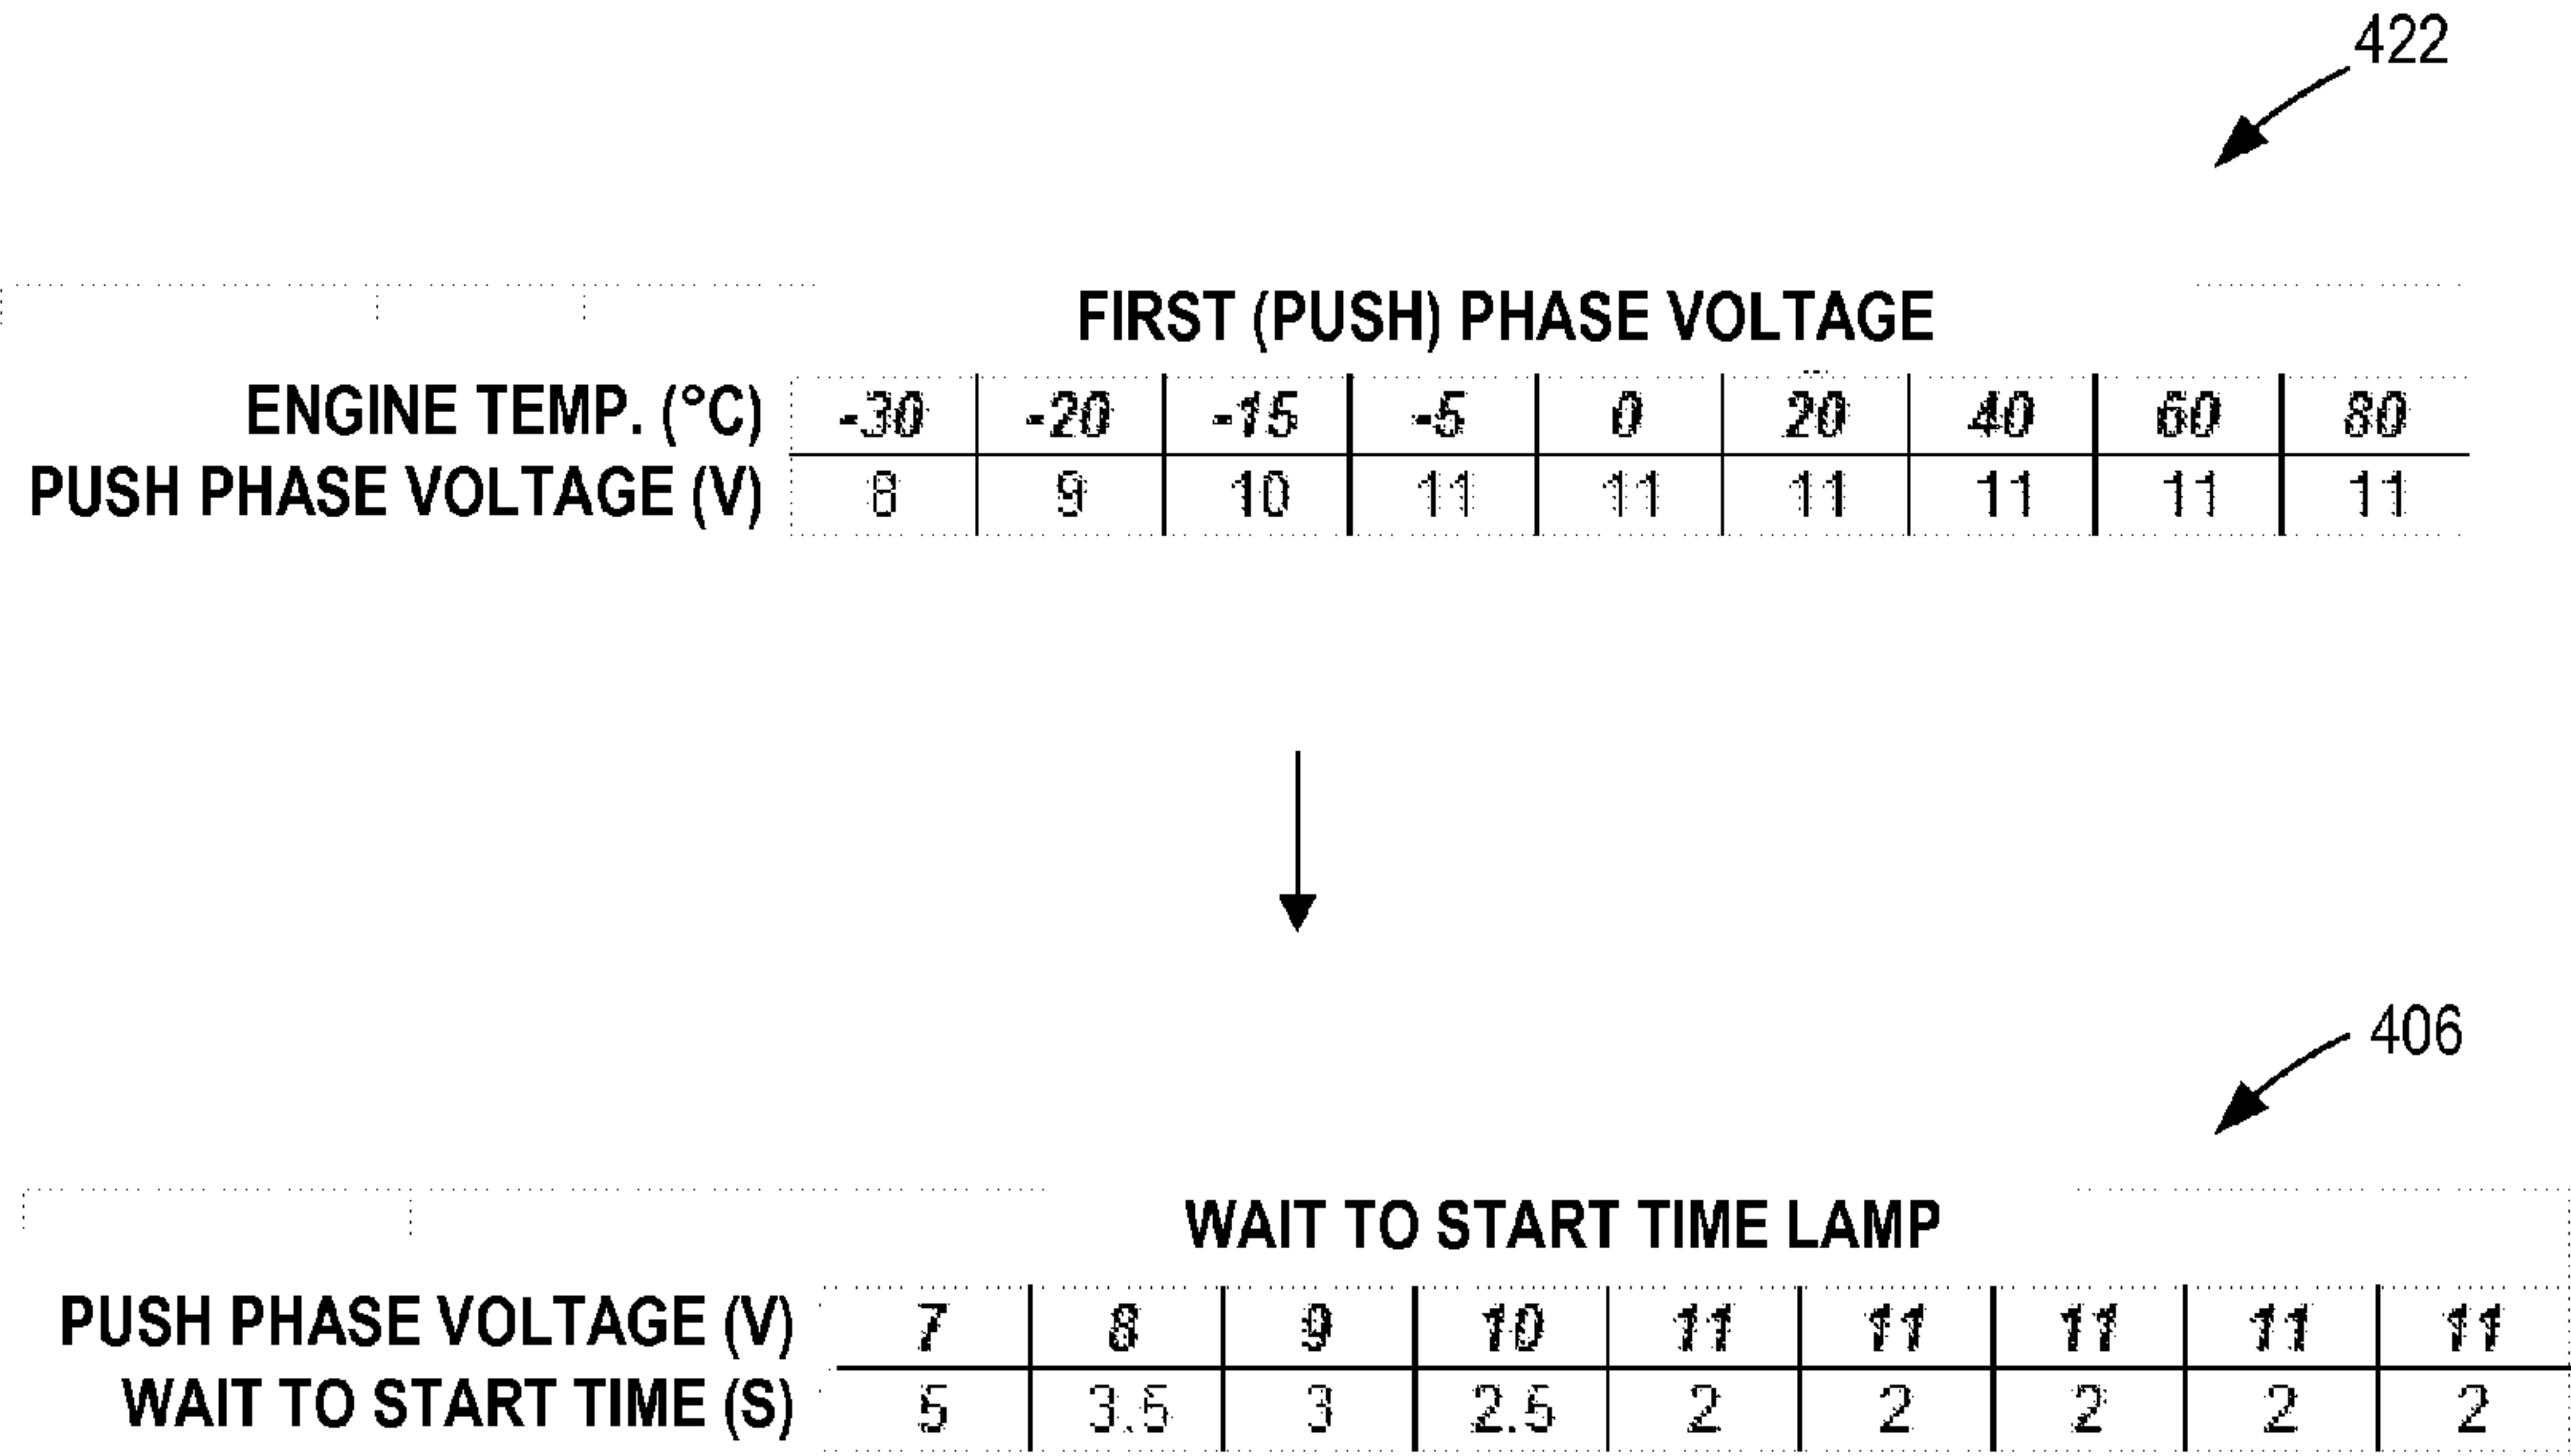 422
FIRST (PUSH) PHASE VOLTAGE
ENGINE TEMP. (°C) -30 -20 -15 -5 0 20 40 60 80
PUSH PHASE VOLTAGE (V) 8 9 10 11 11 11 11 11 11
406
WAIT TO START TIME LAMP
PUSH PHASE VOLTAGE (V) 7 8 9 10 11 11 11 11 11
WAIT TO START TIME (S) 5 3.5 3 2.5 2 2 2 2 2